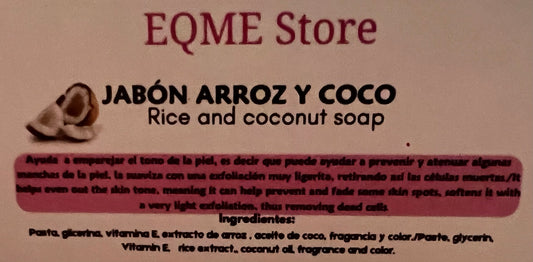 EQME Store
JABÓN ARROZ Y COCO
Rice and coconut soap
Ayuda a emparejar el tono de la piel, es decir que puede ayudar a prevenir y atenuar algunas
manchas de la piel, la suaviza con una exfoliación muy ligerita, retirando así las células muertas./It
helps even out the skin tone, meaning it can help prevent and fade some skin spots, softens it with
a very light exfoliation, thus removing dead cells
Ingredientes:
Pasta, glicerina, vitamina E, extracto de arroz , aceite de coco, fragancia y color./Paste, glycerin,
Vitamin E, rice extract,, coconut oil, fragrance and color.